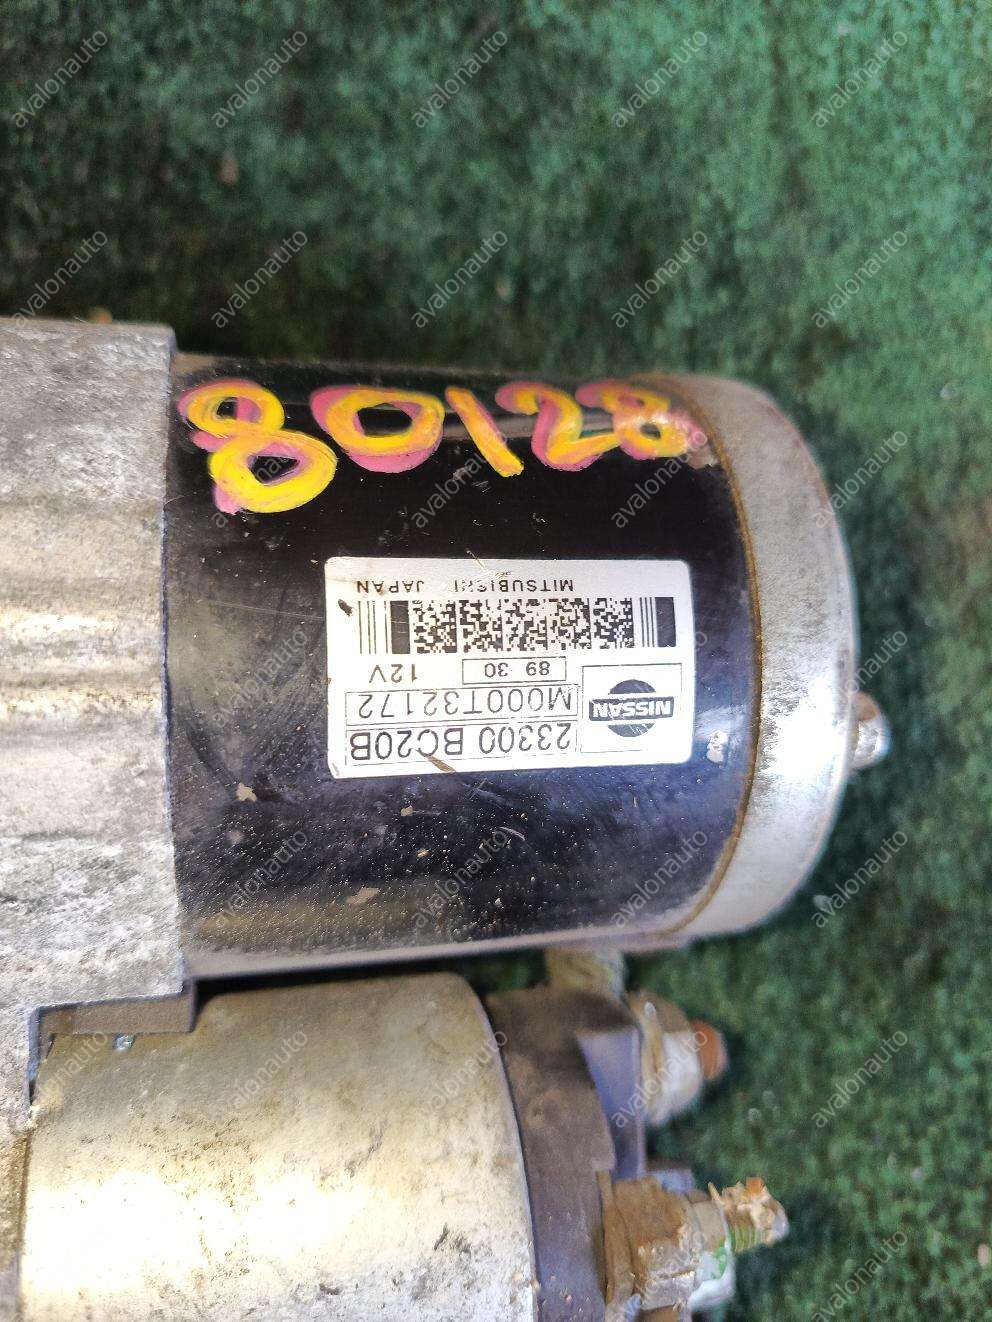 80128
23300 BC20B
NISSAN
M000T32172
89 30 12V
MITSUBISHI JAPAN
avalonauto